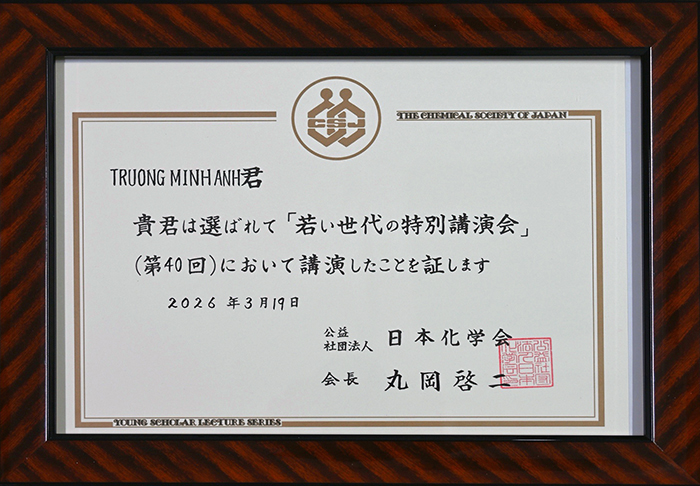 CSJ
THE CHEMICAL SOCIETY OF JAPAN
TRUONG MINH ANH君
貴君は選ばれて「若い世代の特別講演会」
(第40回)において講演したことを証します
2026 年 3 月 19 日
公益
社団法人 日本化学会
会長 丸岡啓二
YOUNG SCHOLAR LECTURE SERIES